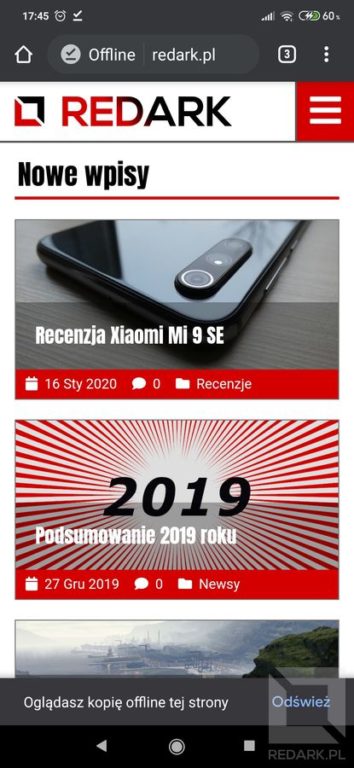 17:45 60%
Offline redark.pl 3
REDARK
Nowe wpisy
Recenzja Xiaomi Mi 9 SE
16 Sty 2020 0 Recenzje
2019
Podsumowanie 2019 roku
27 Gru 2019 0 Newsy
Oglądasz kopię offline tej strony Odśwież
REDARK.PL